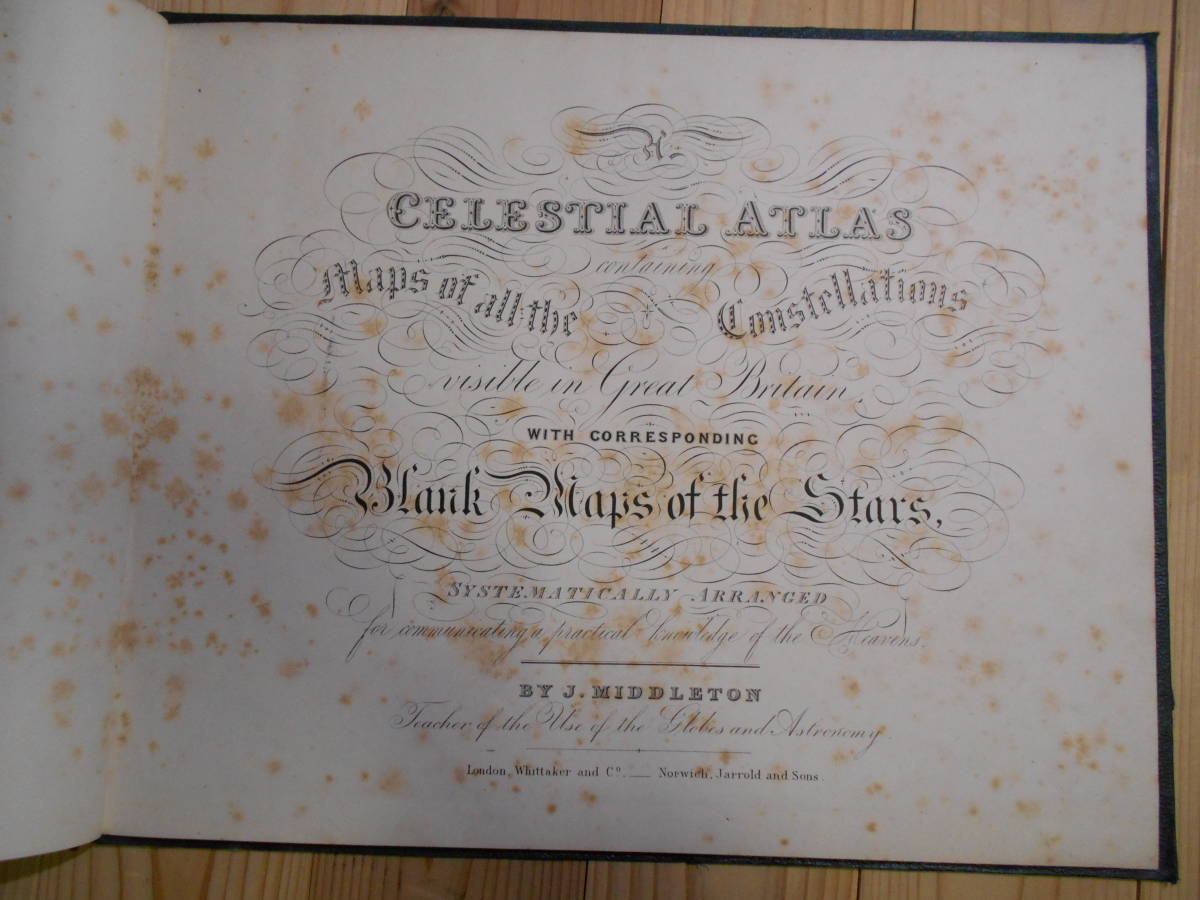 A
CELESTIAL ATLAS
containing
Maps of all the Constellations
visible in Great Britain,
WITH CORRESPONDING
Blank Maps of the Stars,
SYSTEMATICALLY ARRANGED
for communicating a practical knowledge of the Heavens.
BY J. MIDDLETON
Teacher of the Use of the Globes and Astronomy.
London, Whittaker and Co. — Norwich, Jarrold and Sons.